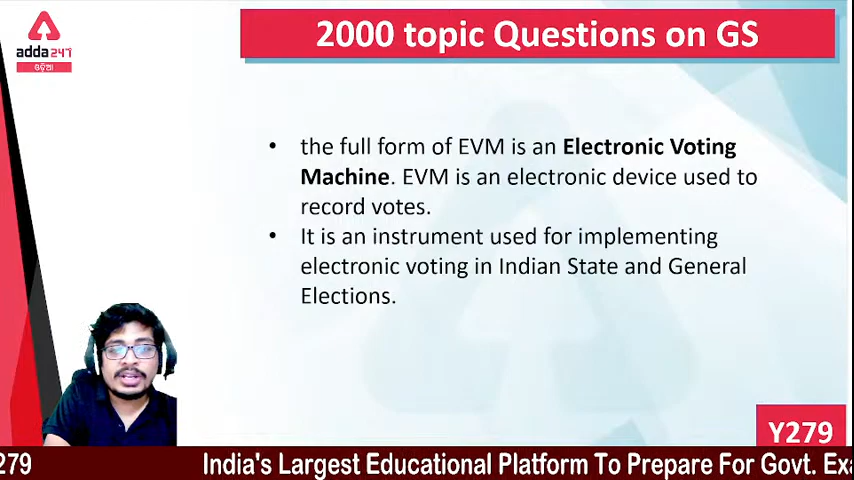 2000 topic Questions on GS
adda247
ଓଡ଼ିଆ
• the full form of EVM is an Electronic Voting
Machine. EVM is an electronic device used to
record votes.
• It is an instrument used for implementing
electronic voting in Indian State and General
Elections.
Y279
279 India's Largest Educational Platform To Prepare For Govt. Exa